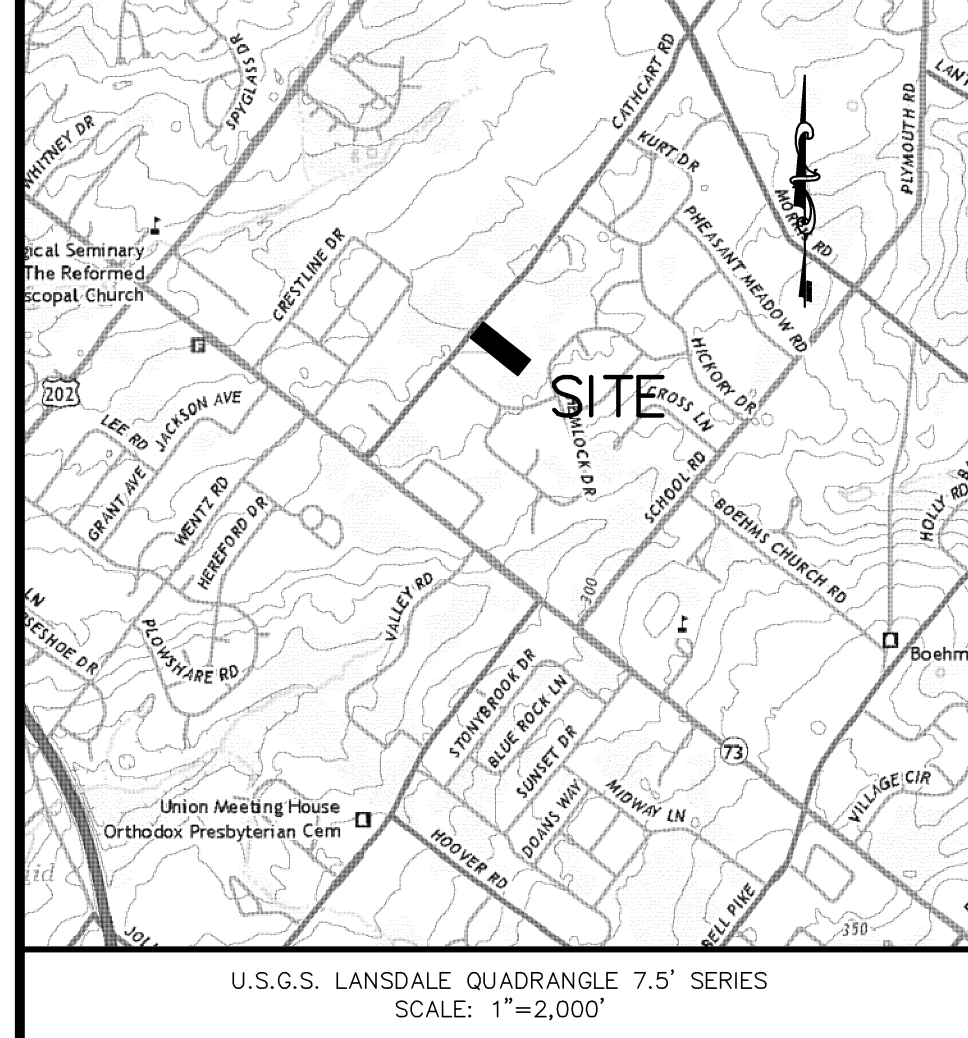 SPYGLASS DR
CATHCART RD
PLYMOUTH RD
WHITNEY DR
KURT DR
RD
gical Seminary
The Reformed
scopal Church
CRESTLINE DR
PHEASANT MEADOW RD
202
SITE
HICKORY DR
CROSS LN
LEE RD
JACKSON AVE
GRANT AVE
WENTZ RD
HEREFORD DR
SCHOOL RD
BOEHMS CHURCH RD
HOLLY RD
300
VALLEY RD
LN
SESHOE DR
PLOWSHARE RD
Boehm
STONYBROOK DR
BLUE ROCK LN
SUNSET DR
73
VILLAGE CIR
Union Meeting House
Orthodox Presbyterian Cem
DOANS WAY
MIDWAY LN
HOOVER RD
BELL PIKE
350
U.S.G.S. LANSDALE QUADRANGLE 7.5' SERIES
SCALE: 1"=2,000'